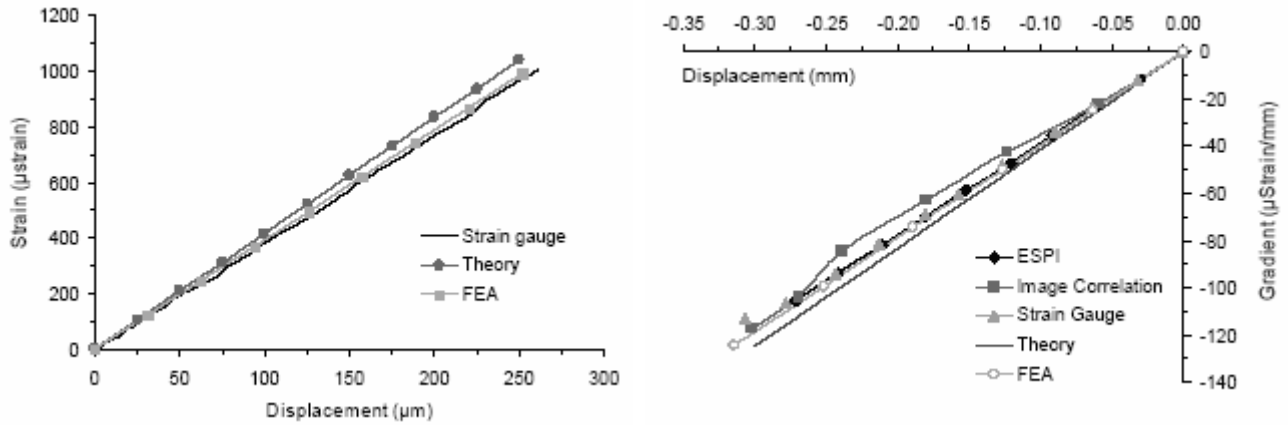 1200
1000
800
600
400
200
0
Strain (µstrain)
0 50 100 150 200 250 300
Displacement (µm)
Strain gauge
Theory
FEA
-0.35 -0.30 -0.25 -0.20 -0.15 -0.10 -0.05 0.00
Displacement (mm)
0
-20
-40
-60
-80
-100
-120
-140
Gradient (µStrain/mm)
ESPI
Image Correlation
Strain Gauge
Theory
FEA